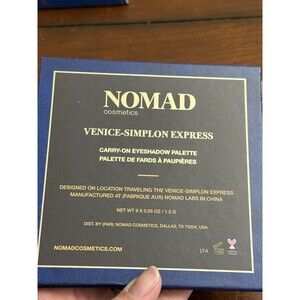 NOMAD
cosmetics
VENICE-SIMPLON EXPRESS
CARRY-ON EYESHADOW PALETTE
PALETTE DE FARDS À PAUPIÈRES
DESIGNED ON LOCATION TRAVELING THE VENICE-SIMPLON EXPRESS
MANUFACTURED AT (FABRIQUE AUX) NOMAD LABS IN CHINA
NET WT 9 X 0.05 OZ / 1.5 G
DIST. BY (PAR): NOMAD COSMETICS, DALLAS, TX 75204, USA
NOMADCOSMETICS.COM
1FA